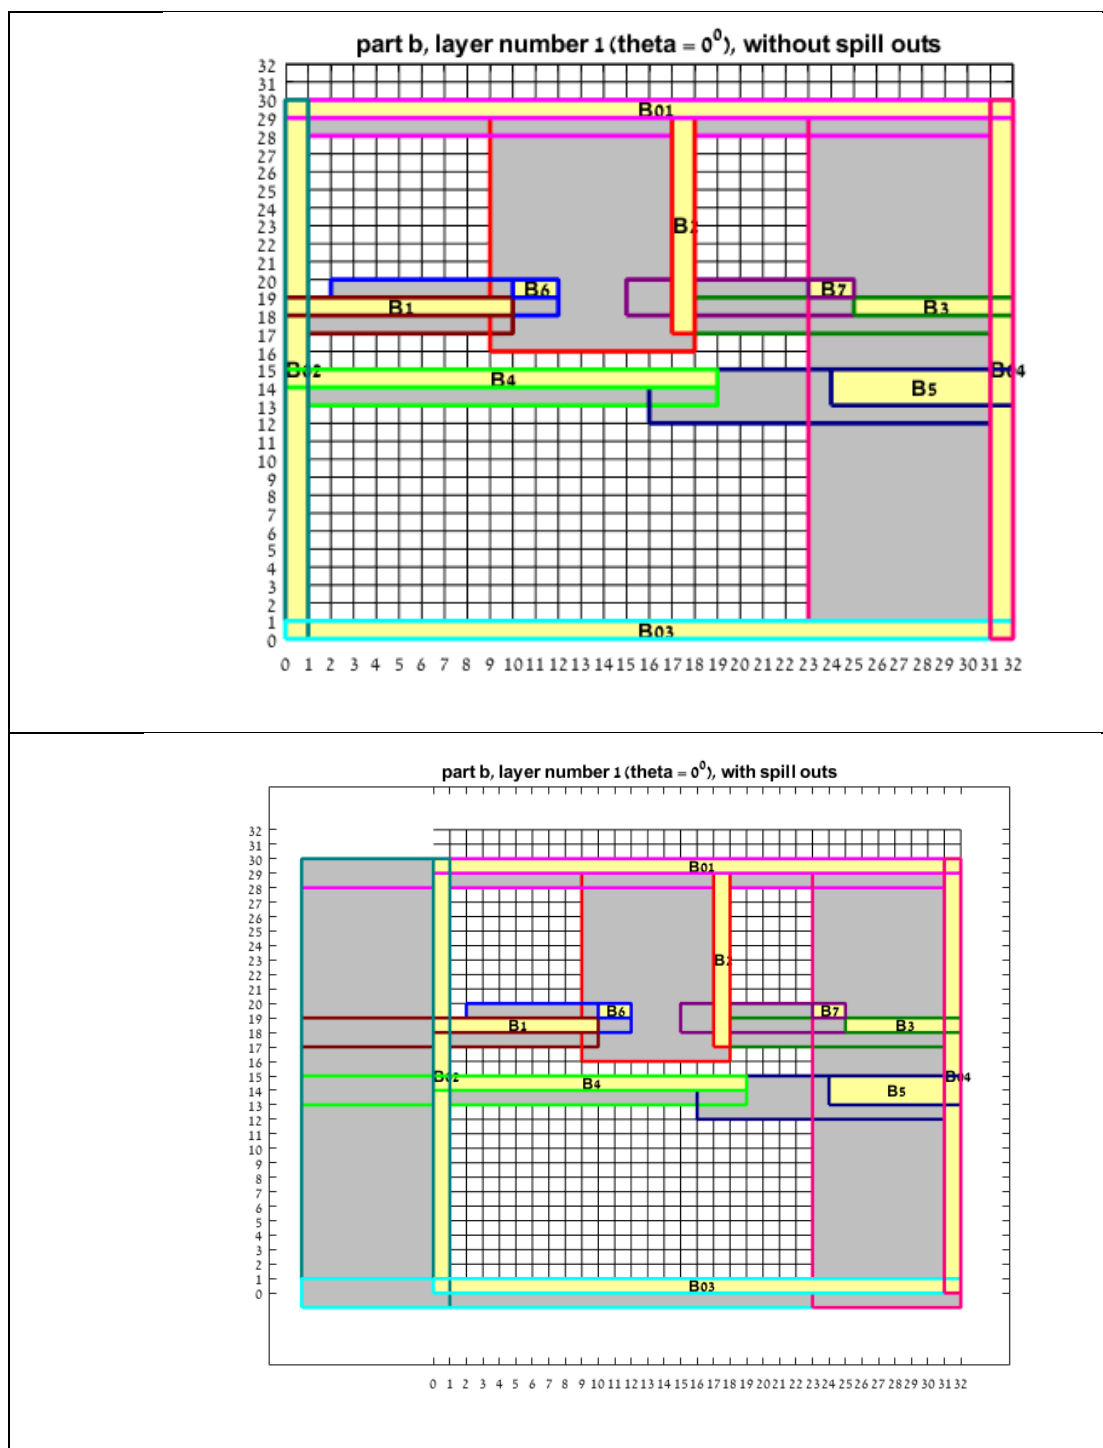 part b, layer number 1 (theta = 0⁰), without spill outs
32
31
30
B01
29
28
27
26
25
24
23
B2
22
21
20
B6
B7
19
B1
B3
18
17
16
15
B02
B04
B4
14
B5
13
12
11
10
9
8
7
6
5
4
3
2
1
B03
0
0 1 2 3 4 5 6 7 8 9 10 11 12 13 14 15 16 17 18 19 20 21 22 23 24 25 26 27 28 29 30 31 32
part b, layer number 1 (theta = 0⁰), with spill outs
32
31
30
B01
29
28
27
26
25
24
23
B2
22
21
20
B6
B7
19
B1
B3
18
17
16
15
B02
B04
B4
14
B5
13
12
11
10
9
8
7
6
5
4
3
2
1
B03
0
0 1 2 3 4 5 6 7 8 9 10 11 12 13 14 15 16 17 18 19 20 21 22 23 24 25 26 27 28 29 30 31 32